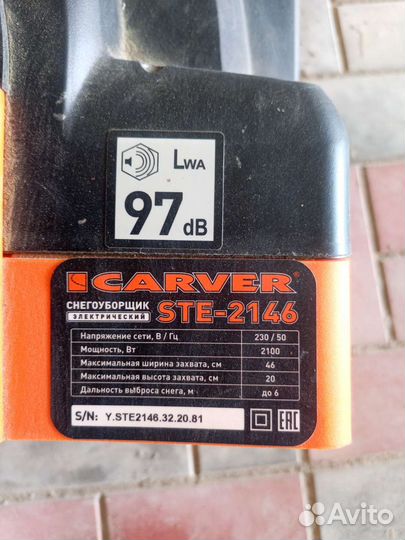 LWA
97 dB
CARVER
СНЕГОУБОРЩИК
ЭЛЕКТРИЧЕСКИЙ
STE-2146
Напряжение сети, В / Гц 230 / 50
Мощность, Вт 2100
Максимальная ширина захвата, см 46
Максимальная высота захвата, см 20
Дальность выброса снега, м до 6
S/N: Y.STE2146.32.20.81
EAC
Avito